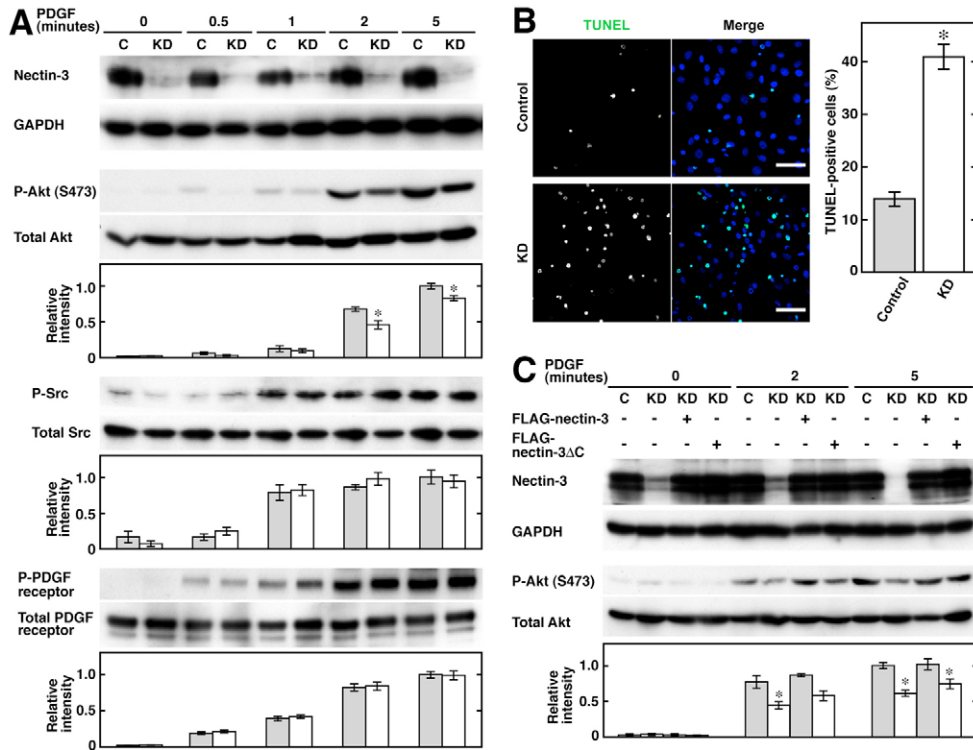 A
PDGF
(minutes)
0 0.5 1 2 5
C KD C KD C KD C KD C KD
Nectin-3
GAPDH
P-Akt (S473)
Total Akt
Relative
intensity
1.0
0.5
0
* *
P-Src
Total Src
Relative
intensity
1.0
0.5
0
P-PDGF
receptor
Total PDGF
receptor
Relative
intensity
1.0
0.5
0
B
TUNEL Merge
Control
KD
TUNEL-positive cells (%)
40
30
20
10
0
*
Control KD
C
PDGF
(minutes)
0 2 5
C KD KD KD C KD KD KD C KD KD KD
FLAG-nectin-3 - - + - - - + - - - + -
FLAG-
nectin-3ΔC - - - + - - - + - - - +
Nectin-3
GAPDH
P-Akt (S473)
Total Akt
Relative
intensity
1.0
0.5
0
* * *